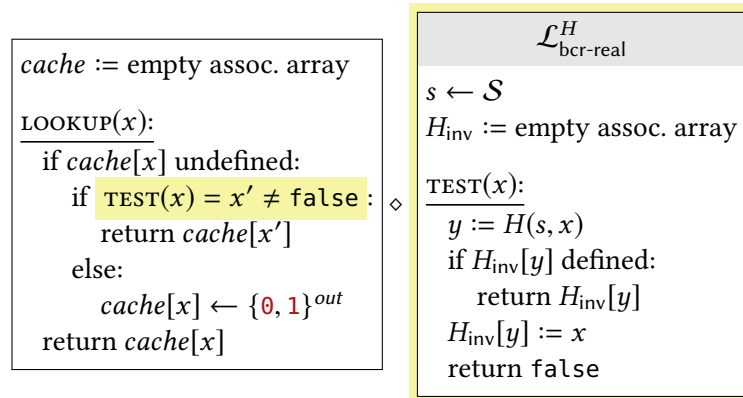 cache := empty assoc. array
LOOKUP(x):
if cache[x] undefined:
if TEST(x) = x′ ≠ false :
return cache[x′]
else:
cache[x] ← {0, 1}^out
return cache[x]
⋄
𝓛^H_bcr-real
s ← 𝓢
H_inv := empty assoc. array
TEST(x):
y := H(s, x)
if H_inv[y] defined:
return H_inv[y]
H_inv[y] := x
return false